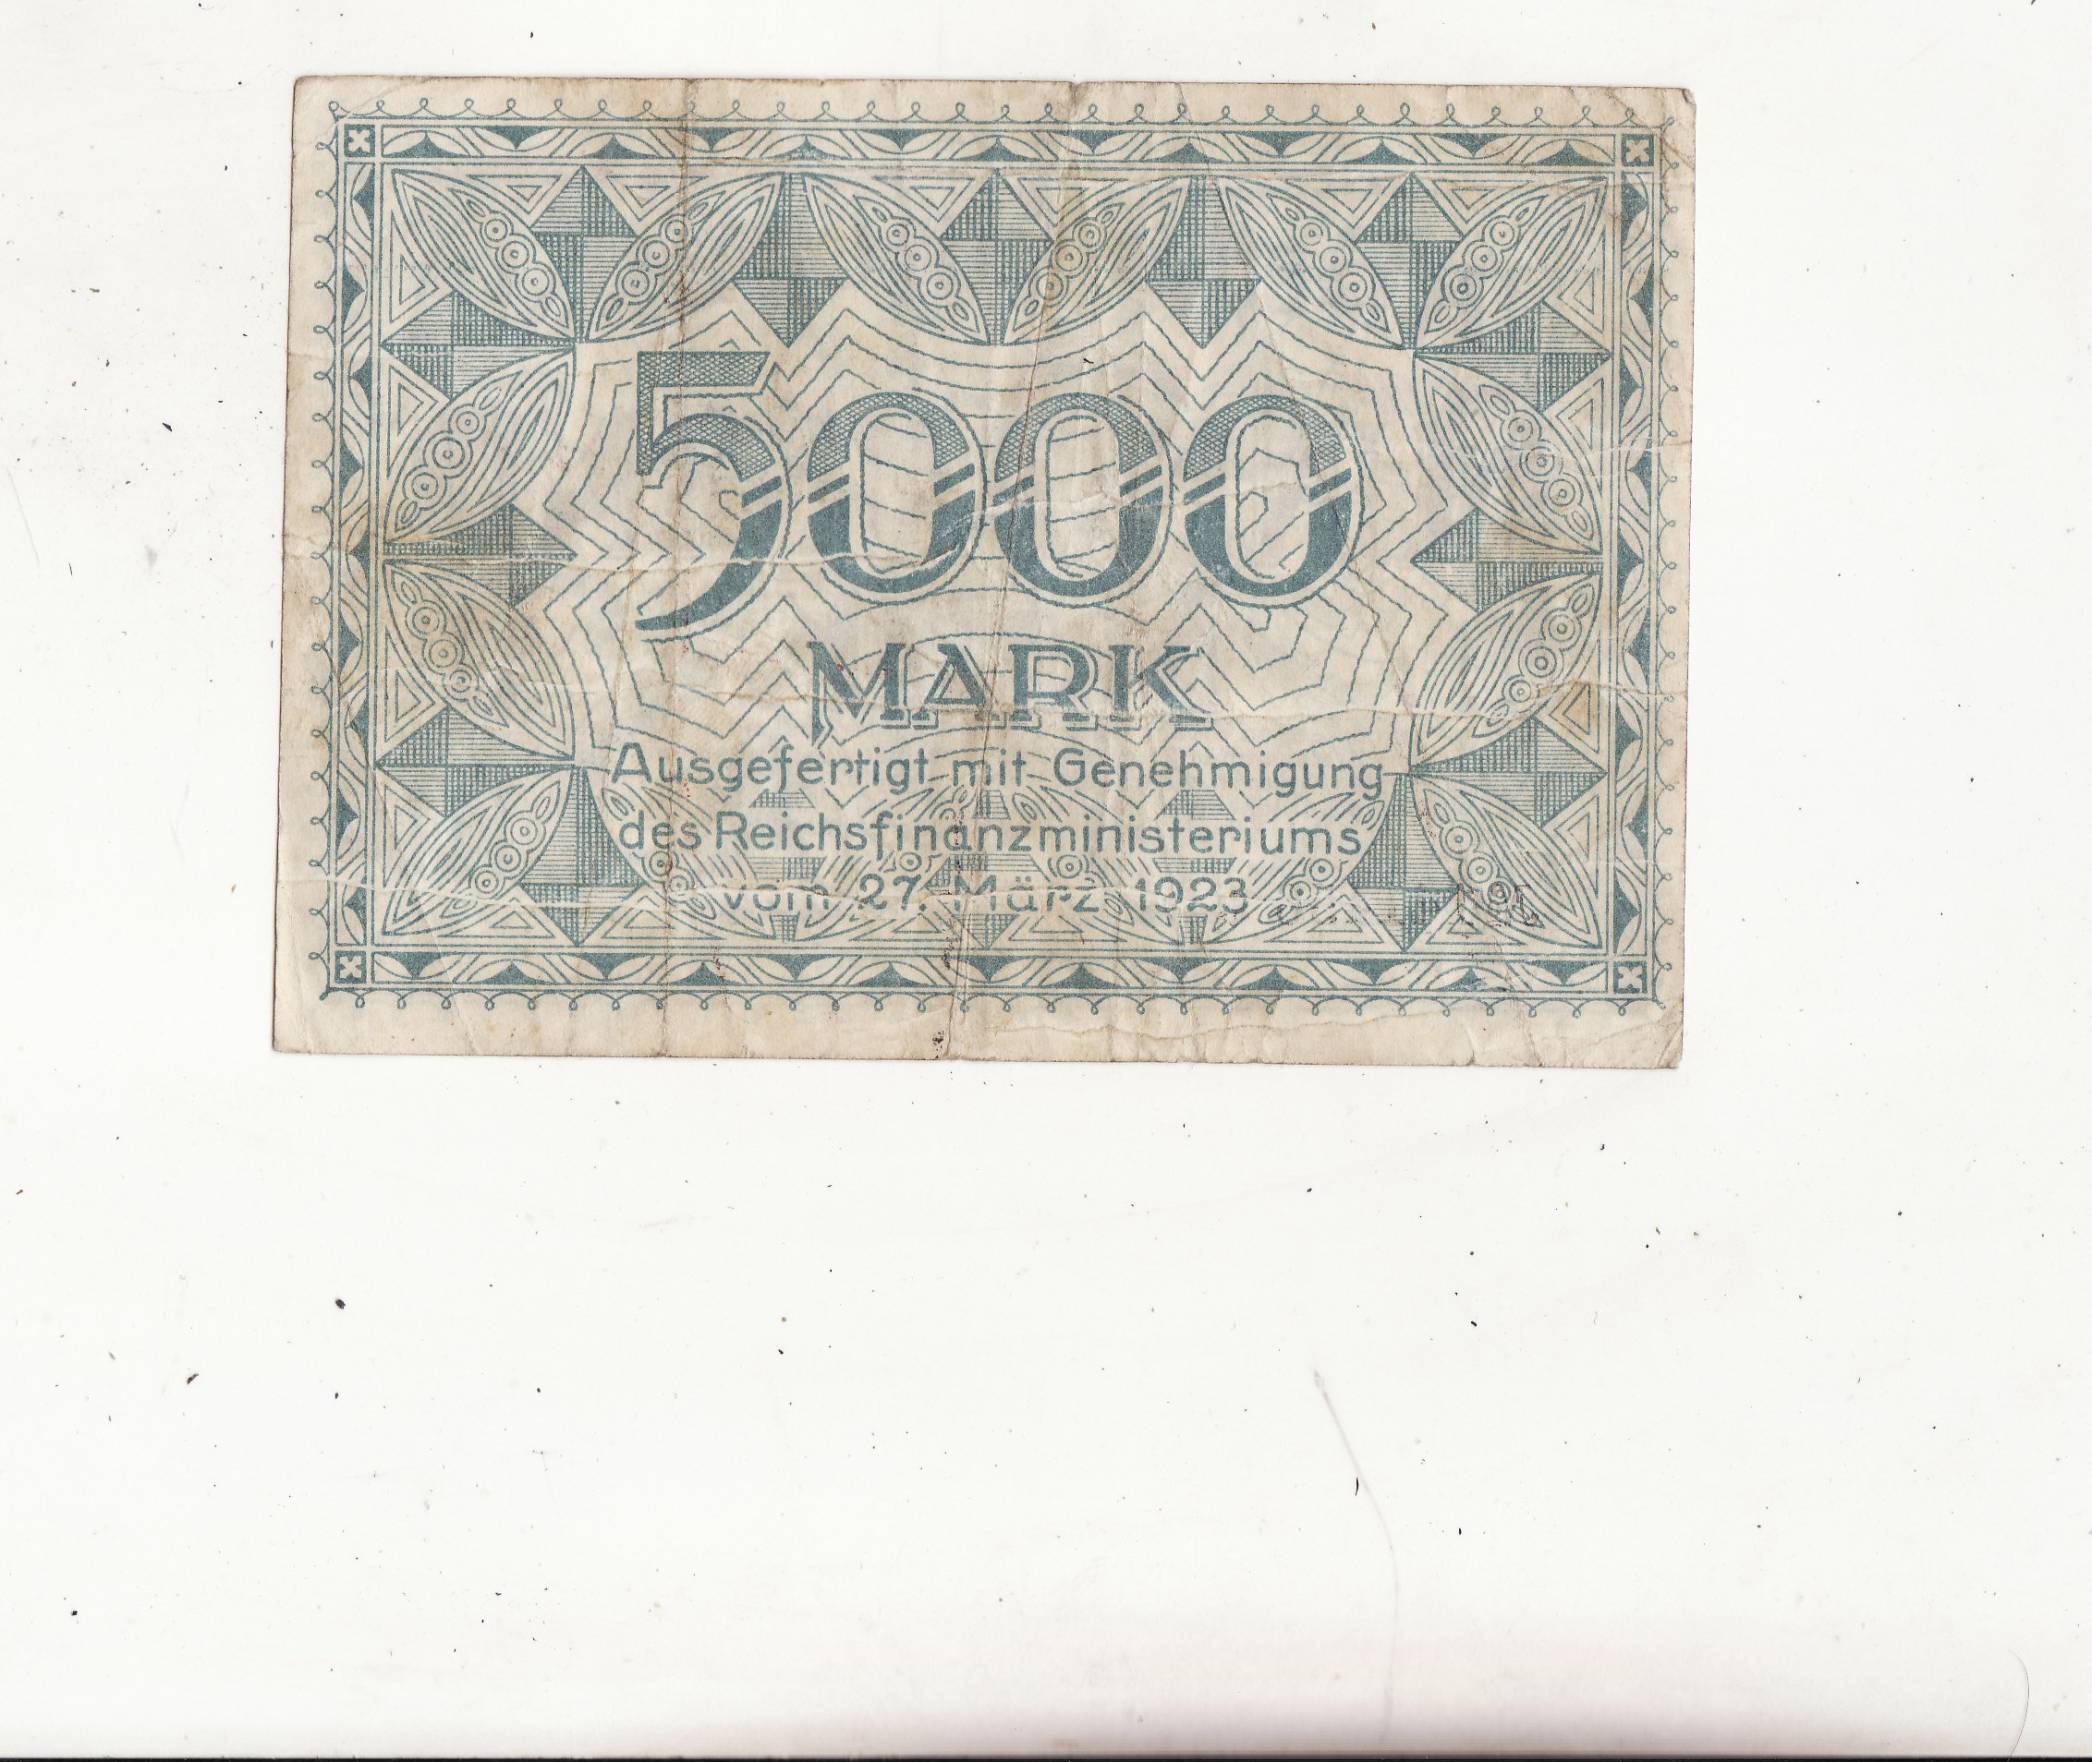 5000
MARK
Ausgefertigt mit Genehmigung
des Reichsfinanzministeriums
vom 27. März 1923